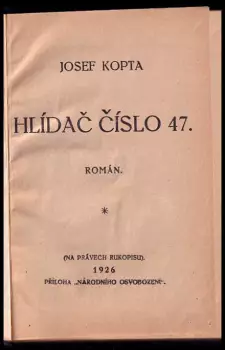 JOSEF KOPTA
HLÍDAČ ČÍSLO 47.
ROMÁN.
*
(NA PRÁVECH RUKOPISU).
1926
PŘÍLOHA „NÁRODNÍHO OSVOBOZENÍ“.